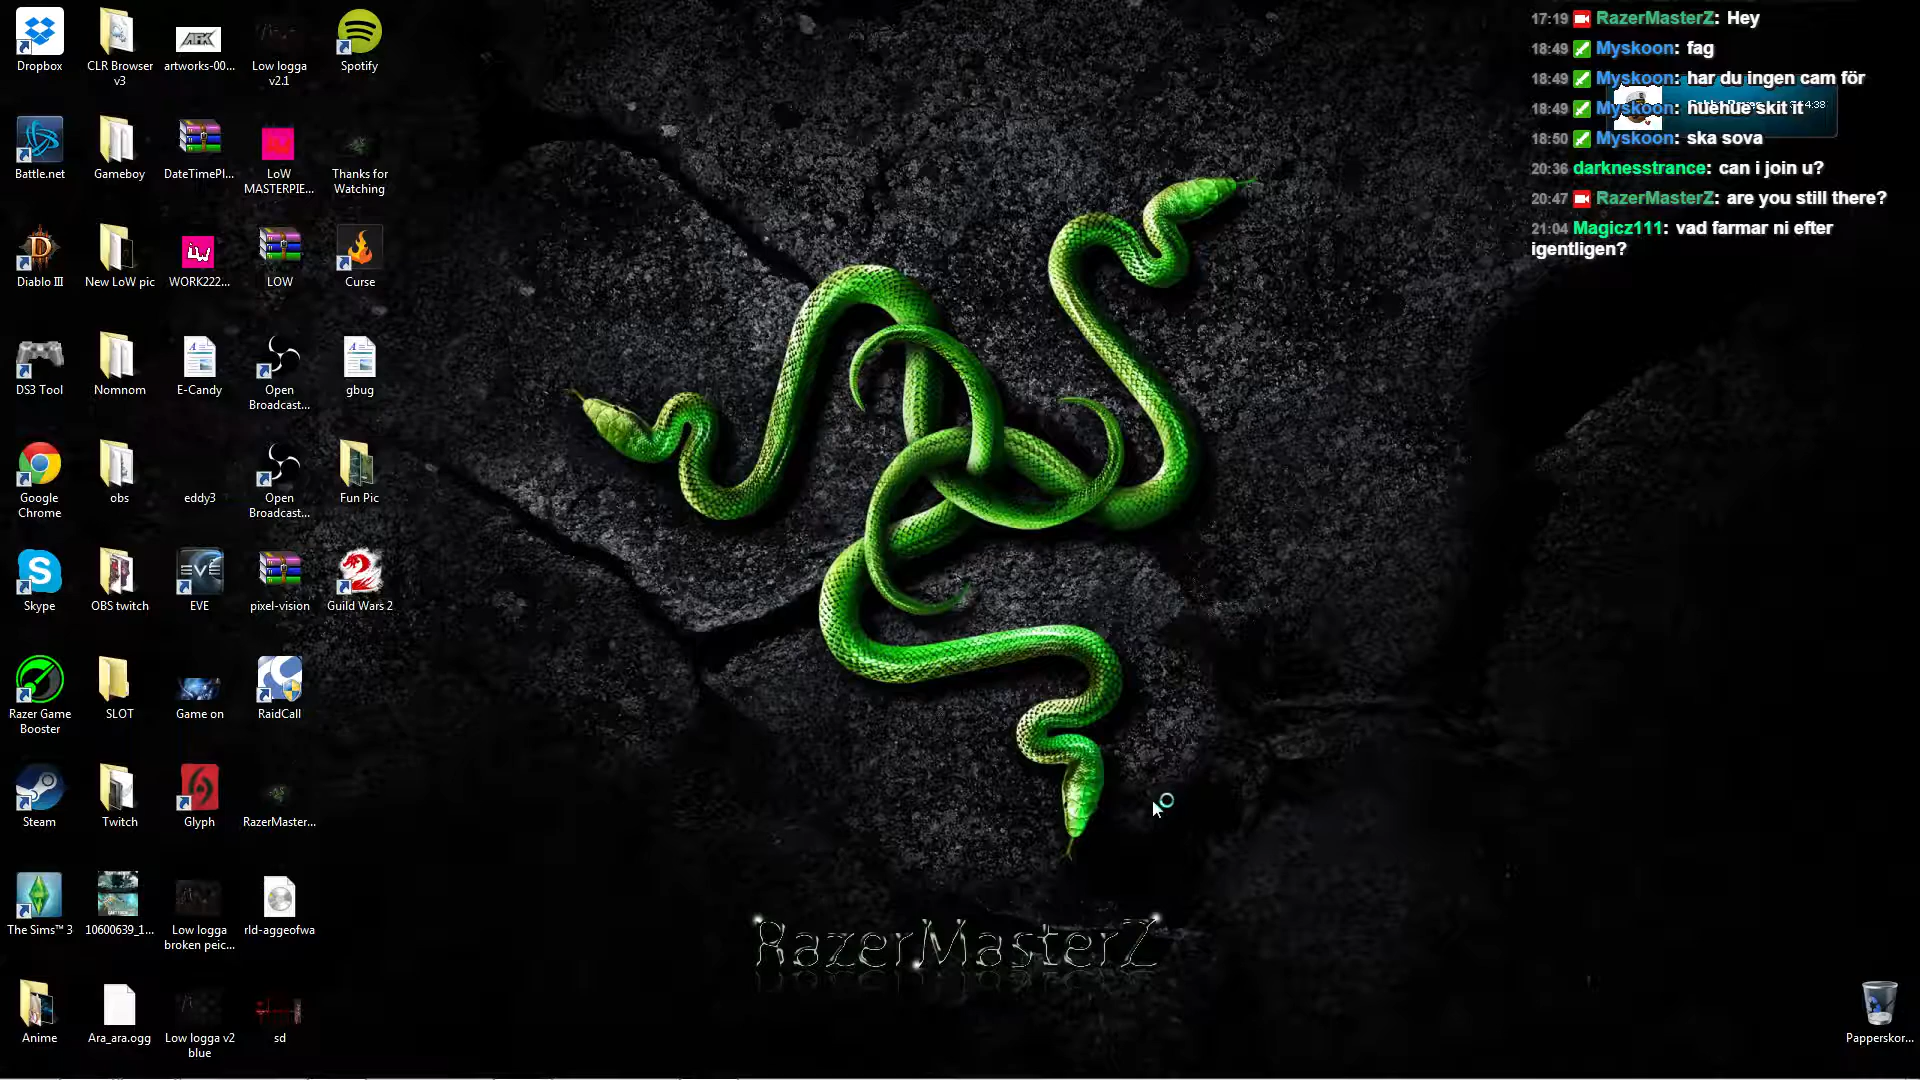 Dropbox
CLR Browser
v3
artworks-00...
Low logga
v2.1
Spotify
Battle.net
Gameboy
DateTimePl...
LoW
MASTERPIE...
Thanks for
Watching
Diablo III
New LoW pic
WORK222...
LOW
Curse
DS3 Tool
Nomnom
E-Candy
Open
Broadcast...
gbug
Google
Chrome
obs
eddy3
Open
Broadcast...
Fun Pic
Skype
OBS twitch
EVE
pixel-vision
Guild Wars 2
Razer Game
Booster
SLOT
Game on
RaidCall
Steam
Twitch
Glyph
RazerMaster...
The Sims™ 3
10600639_1...
Low logga
broken peic...
rld-aggeofwa
Anime
Ara_ara.ogg
Low logga v2
blue
sd
RazerMasterZ
17:19 RazerMasterZ: Hey
18:49 Myskoon: fag
18:49 Myskoon: har du ingen cam för
18:49 Myskoon: huehue skit it
18:50 Myskoon: ska sova
20:36 darknesstrance: can i join u?
20:47 RazerMasterZ: are you still there?
21:04 Magicz111: vad farmar ni efter
igentligen?
Papperskor...